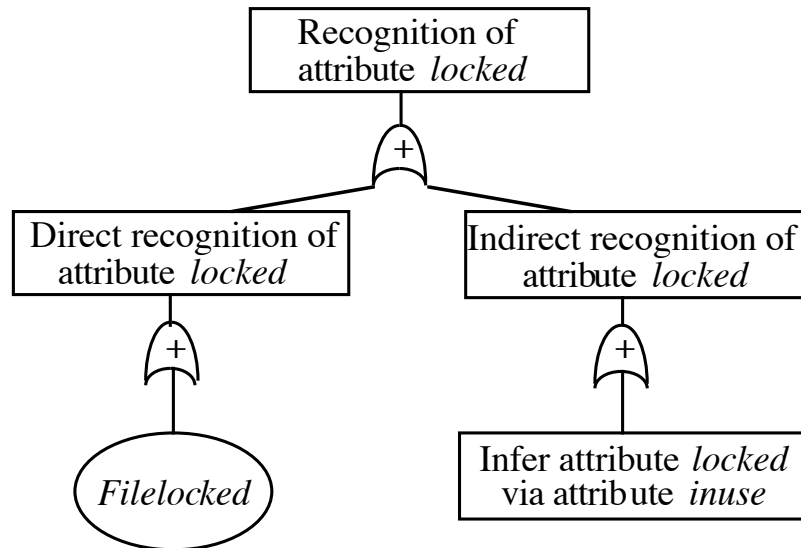 Recognition of
attribute locked
+
Direct recognition of
attribute locked
Indirect recognition of
attribute locked
+
+
Filelocked
Infer attribute locked
via attribute inuse